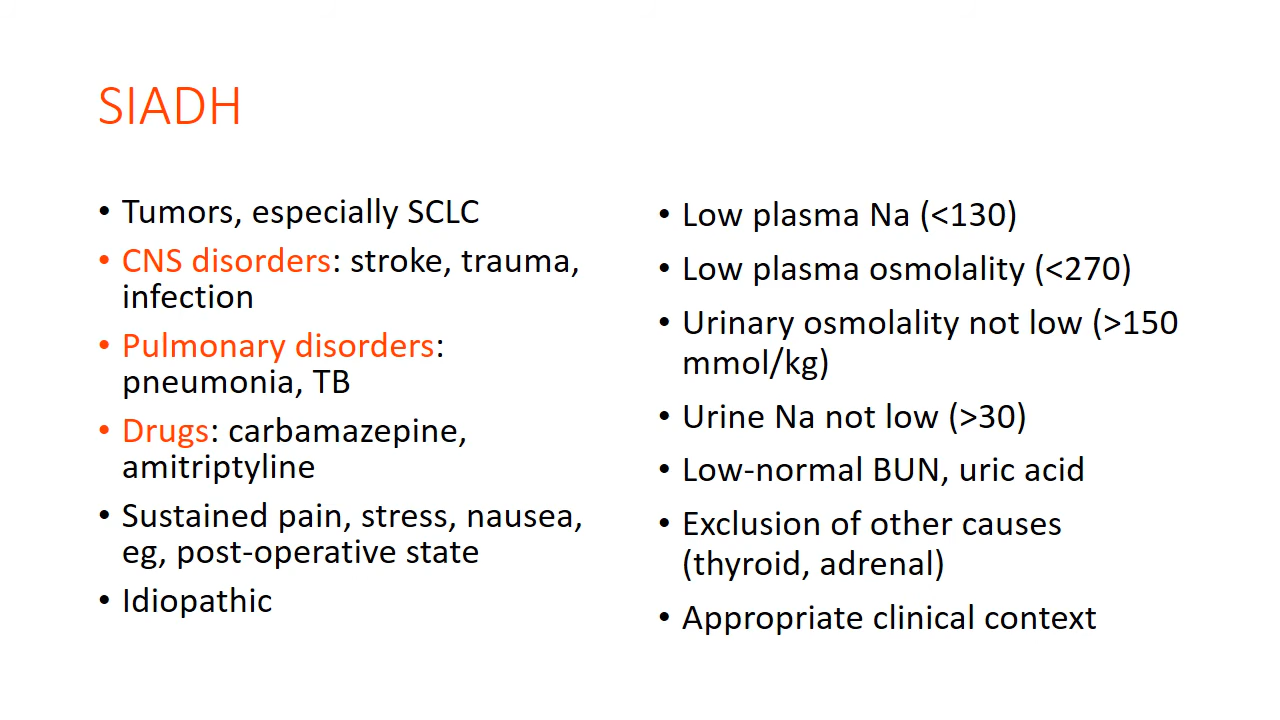 SIADH
• Tumors, especially SCLC
• CNS disorders: stroke, trauma,
infection
• Pulmonary disorders:
pneumonia, TB
• Drugs: carbamazepine,
amitriptyline
• Sustained pain, stress, nausea,
eg, post-operative state
• Idiopathic
• Low plasma Na (<130)
• Low plasma osmolality (<270)
• Urinary osmolality not low (>150
mmol/kg)
• Urine Na not low (>30)
• Low-normal BUN, uric acid
• Exclusion of other causes
(thyroid, adrenal)
• Appropriate clinical context